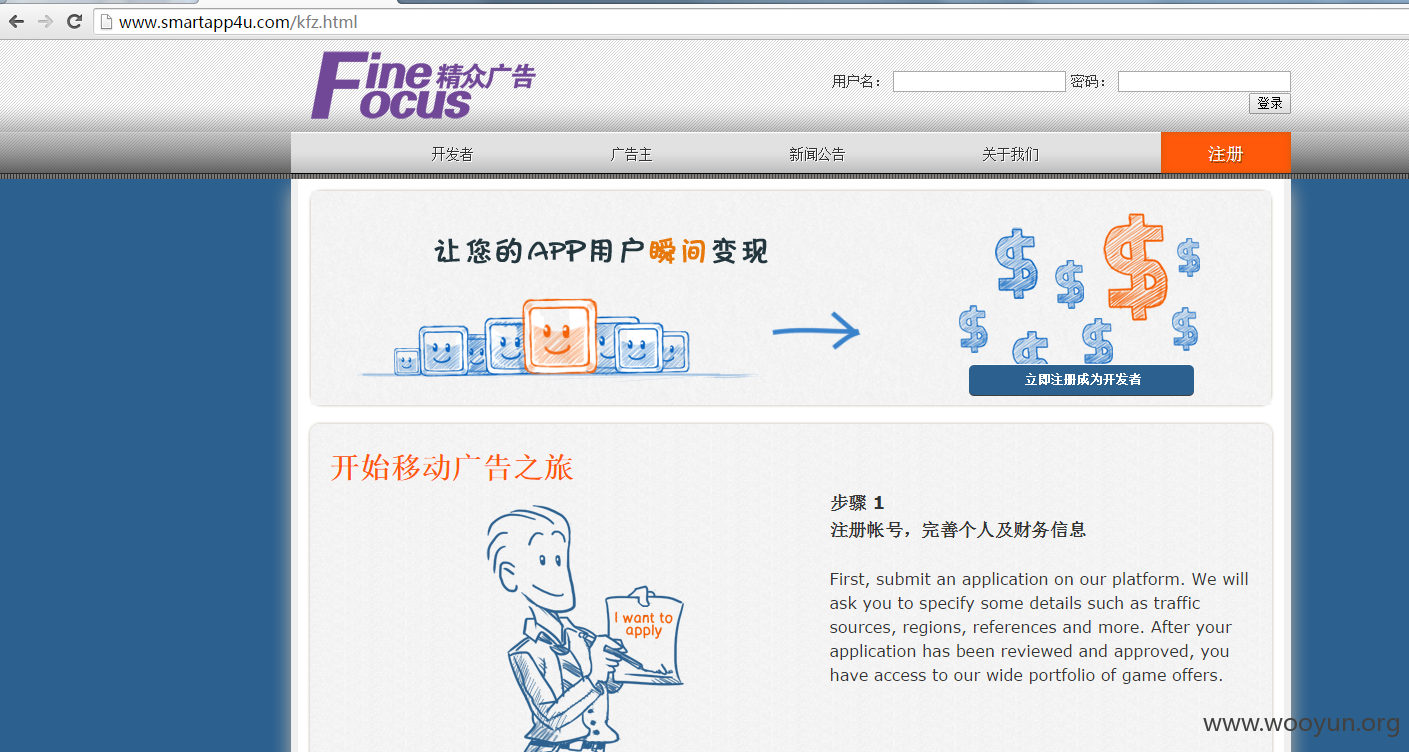 www.smartapp4u.com/kfz.html
Fine Focus 精众广告
用户名： 密码：
登录
开发者 广告主 新闻公告 关于我们 注册
让您的APP用户瞬间变现
立即注册成为开发者
开始移动广告之旅
步骤 1
注册帐号，完善个人及财务信息
I want to
apply
First, submit an application on our platform. We will
ask you to specify some details such as traffic
sources, regions, references and more. After your
application has been reviewed and approved, you
have access to our wide portfolio of game offers.
www.wooyun.org